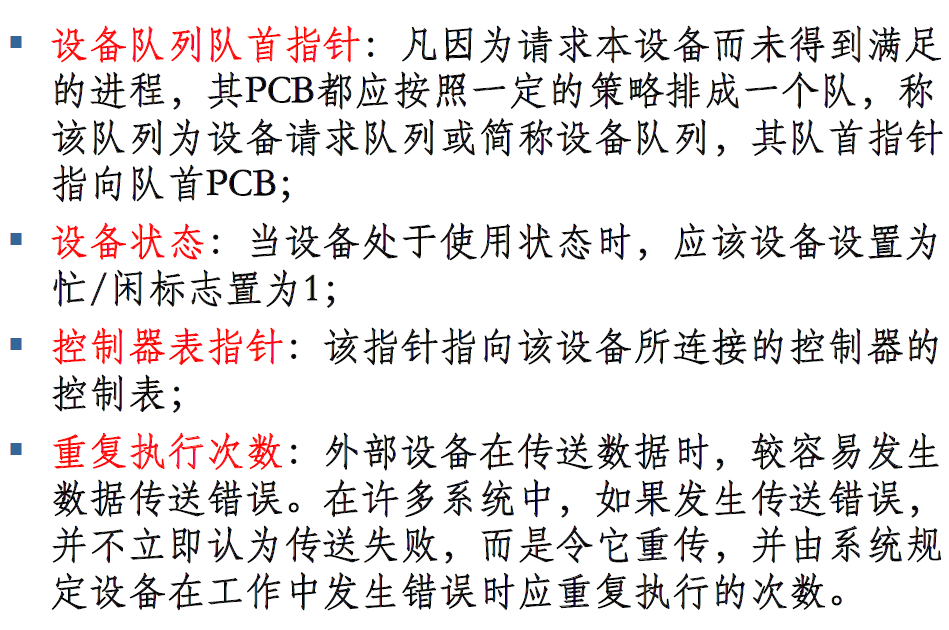 ▪ 设备队列队首指针：凡因为请求本设备而未得到满足
的进程，其PCB都应按照一定的策略排成一个队，称
该队列为设备请求队列或简称设备队列，其队首指针
指向队首PCB；
▪ 设备状态：当设备处于使用状态时，应该设备设置为
忙/闲标志置为1；
▪ 控制器表指针：该指针指向该设备所连接的控制器的
控制表；
▪ 重复执行次数：外部设备在传送数据时，较容易发生
数据传送错误。在许多系统中，如果发生传送错误，
并不立即认为传送失败，而是令它重传，并由系统规
定设备在工作中发生错误时应重复执行的次数。